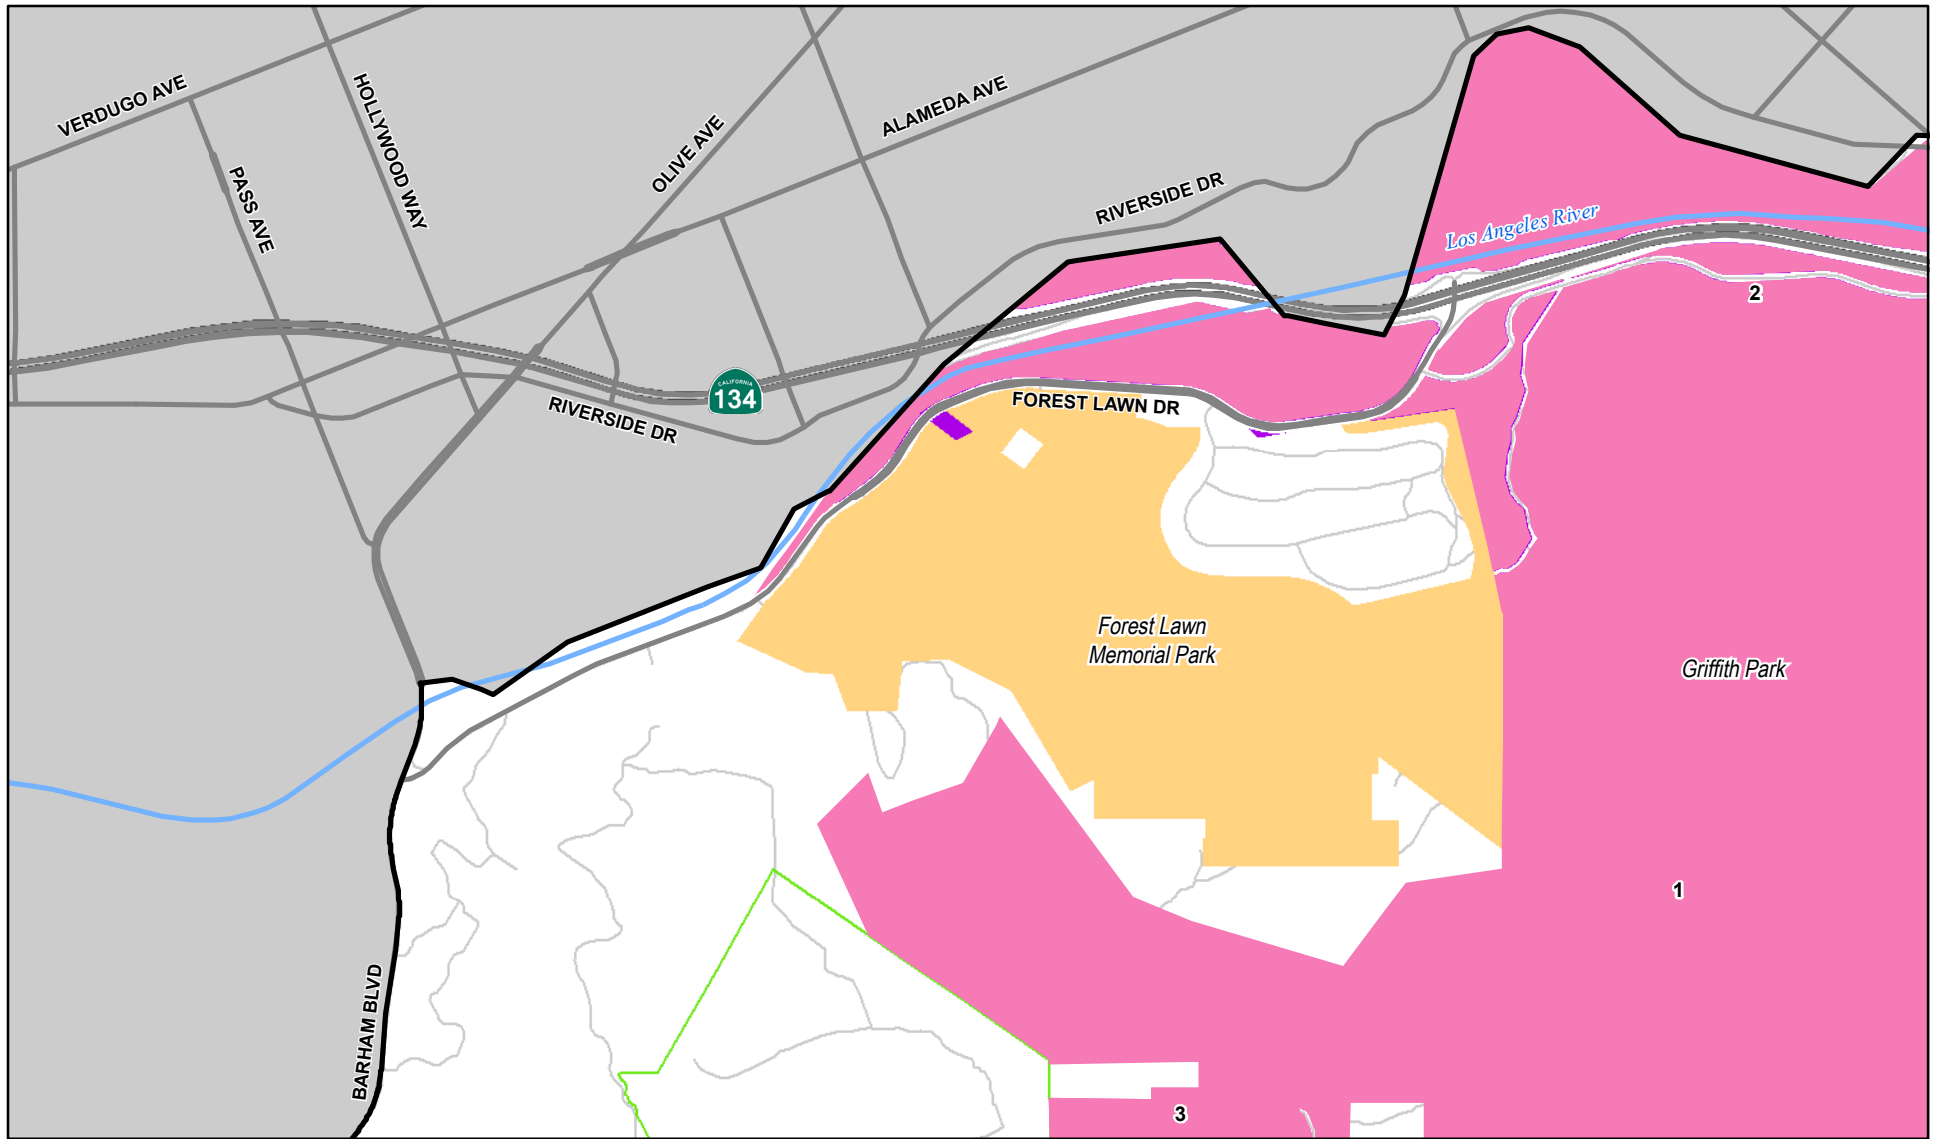 VERDUGO AVE
HOLLYWOOD WAY
PASS AVE
OLIVE AVE
ALAMEDA AVE
RIVERSIDE DR
Los Angeles River
2
CALIFORNIA
134
RIVERSIDE DR
FOREST LAWN DR
Forest Lawn
Memorial Park
Griffith Park
1
BARHAM BLVD
3